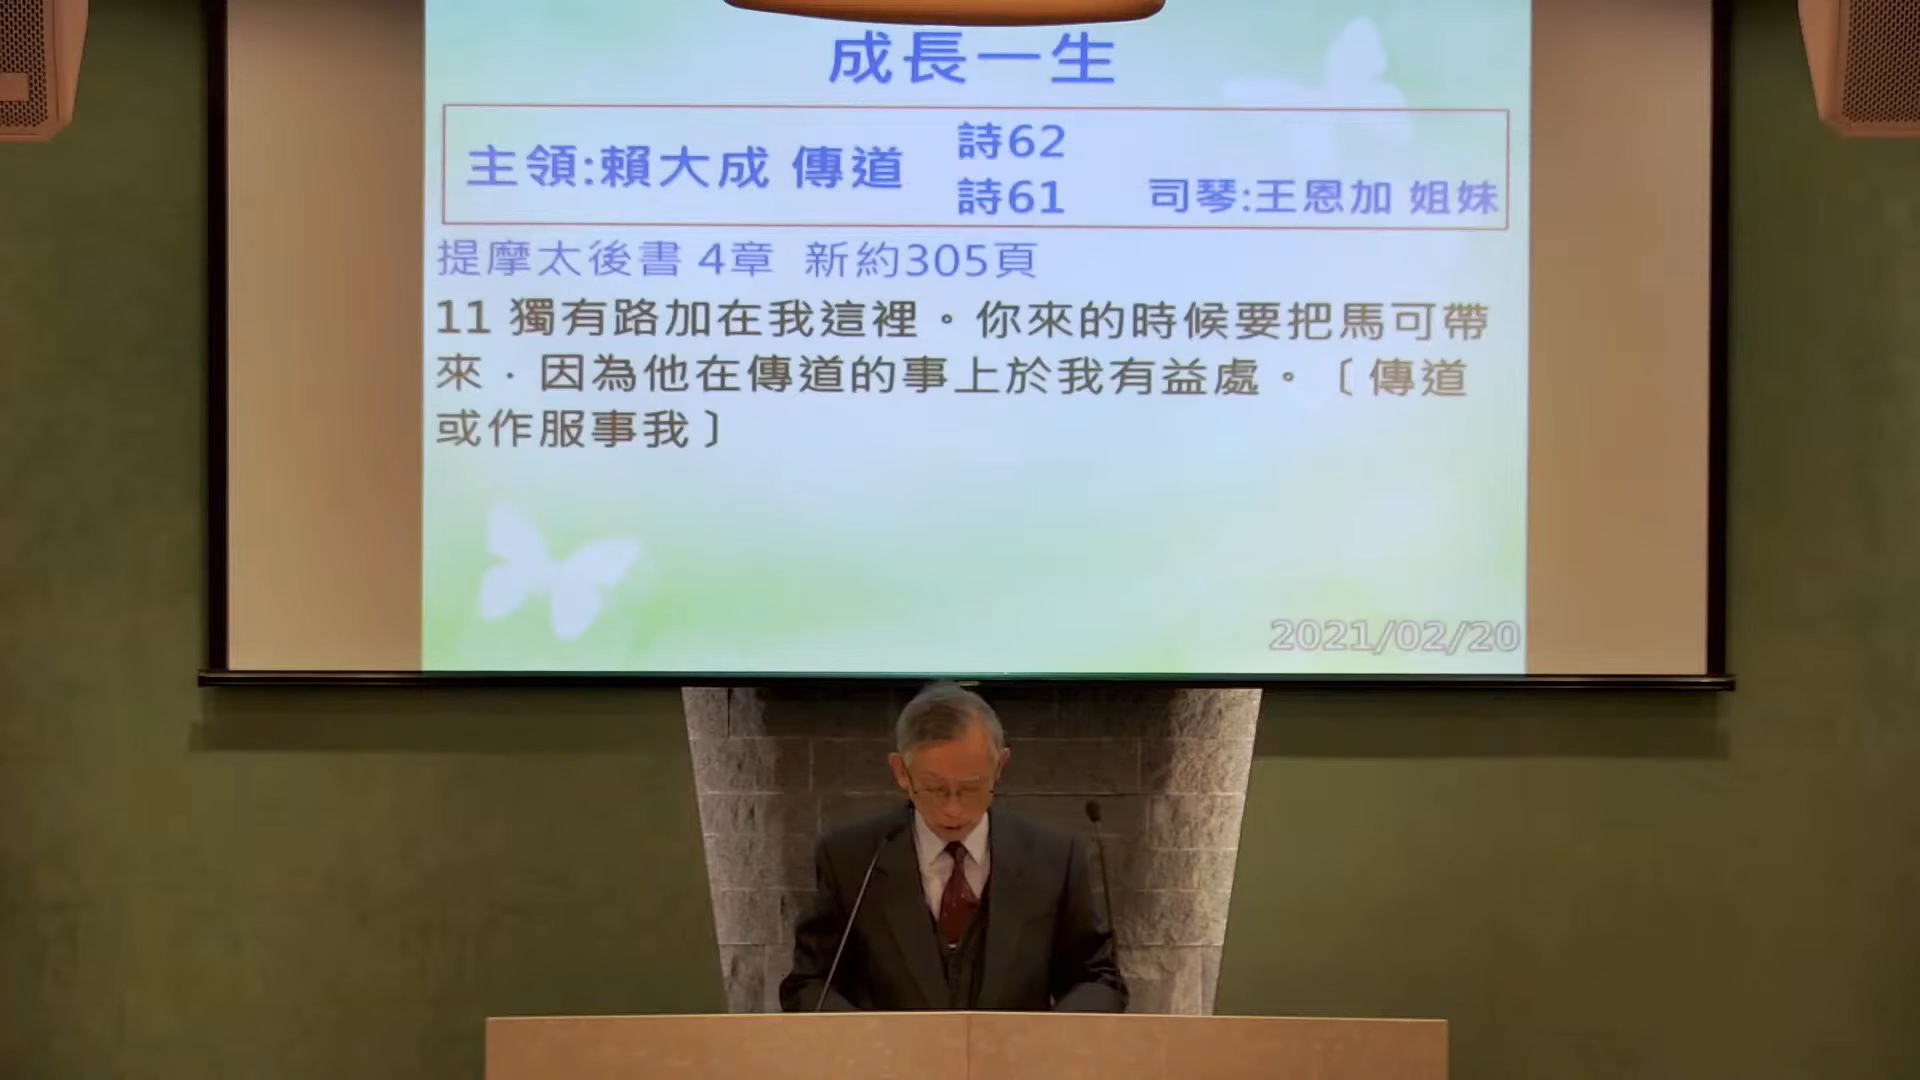 成長一生
主領:賴大成 傳道
詩62
詩61
司琴:王恩加 姐妹
提摩太後書 4章 新約305頁
11 獨有路加在我這裡。你來的時候要把馬可帶
來．因為他在傳道的事上於我有益處。〔傳道
或作服事我〕
2021/02/20